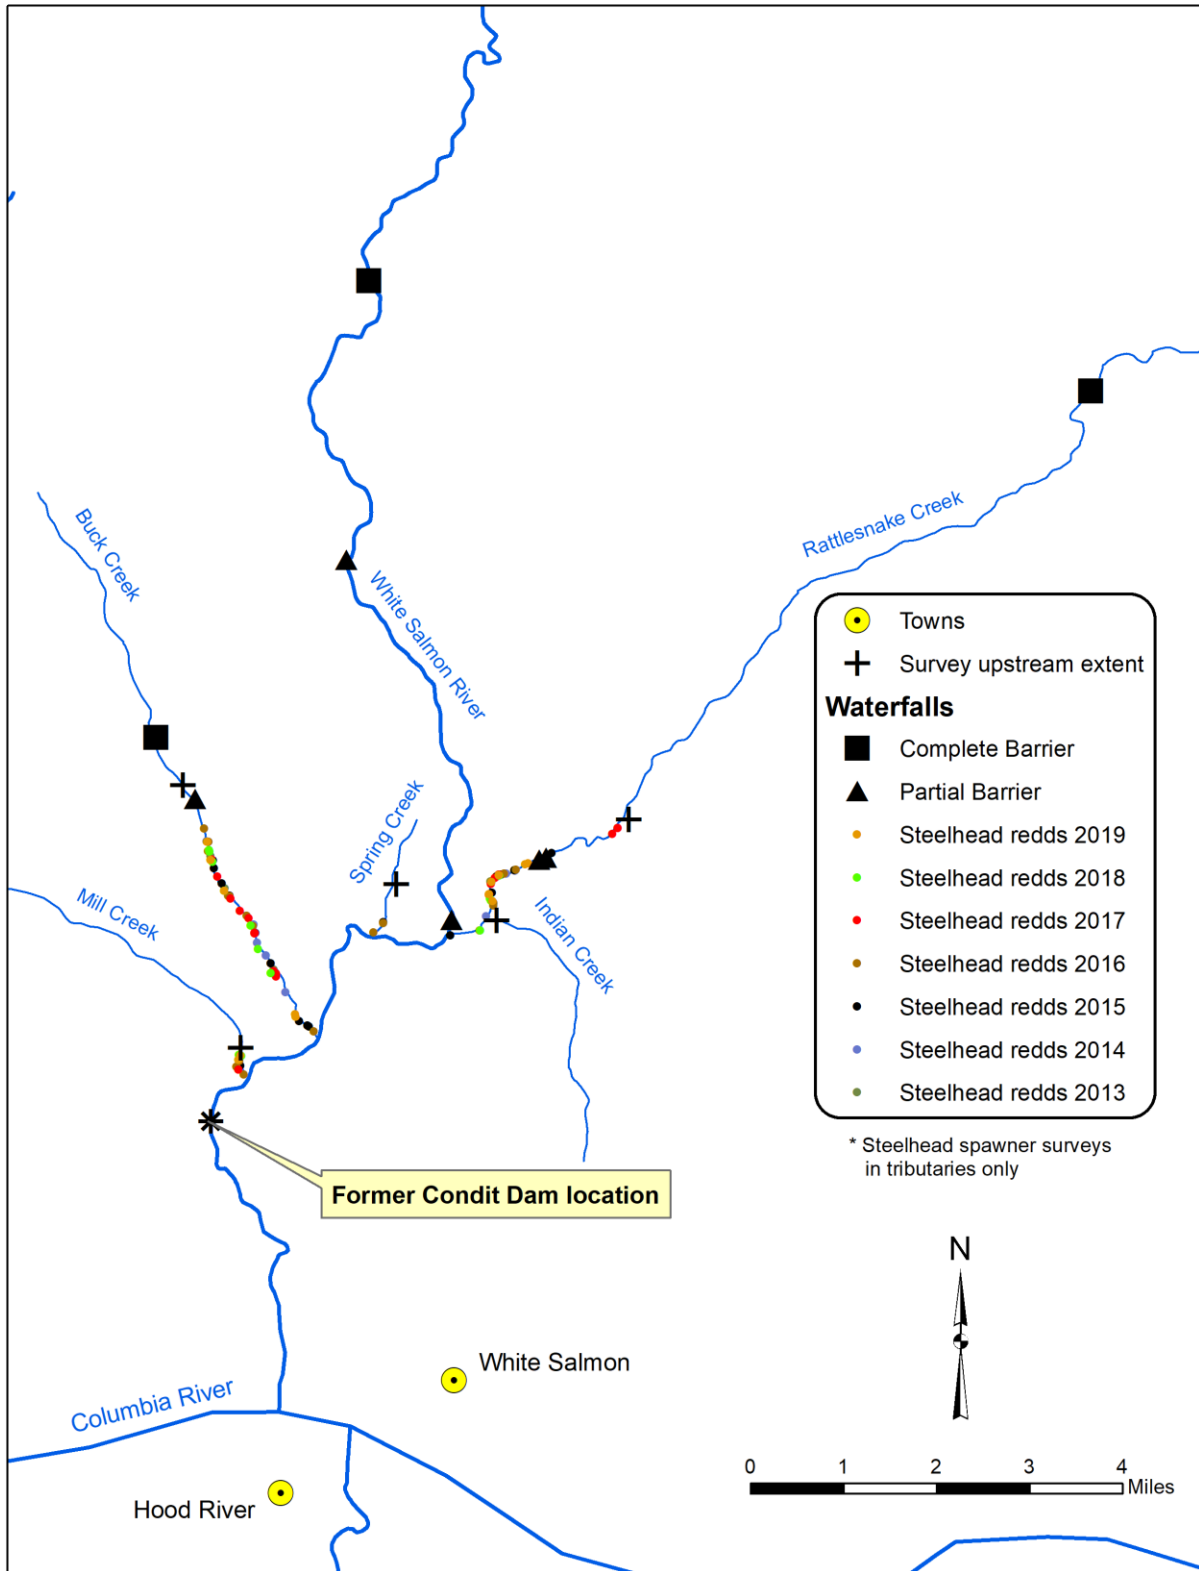 Buck Creek
White Salmon River
Rattlesnake Creek
Spring Creek
Mill Creek
Indian Creek
Towns
Survey upstream extent
Waterfalls
Complete Barrier
Partial Barrier
Steelhead redds 2019
Steelhead redds 2018
Steelhead redds 2017
Steelhead redds 2016
Steelhead redds 2015
Steelhead redds 2014
Steelhead redds 2013
* Steelhead spawner surveys
in tributaries only
Former Condit Dam location
N
White Salmon
Columbia River
Hood River
0 1 2 3 4
Miles